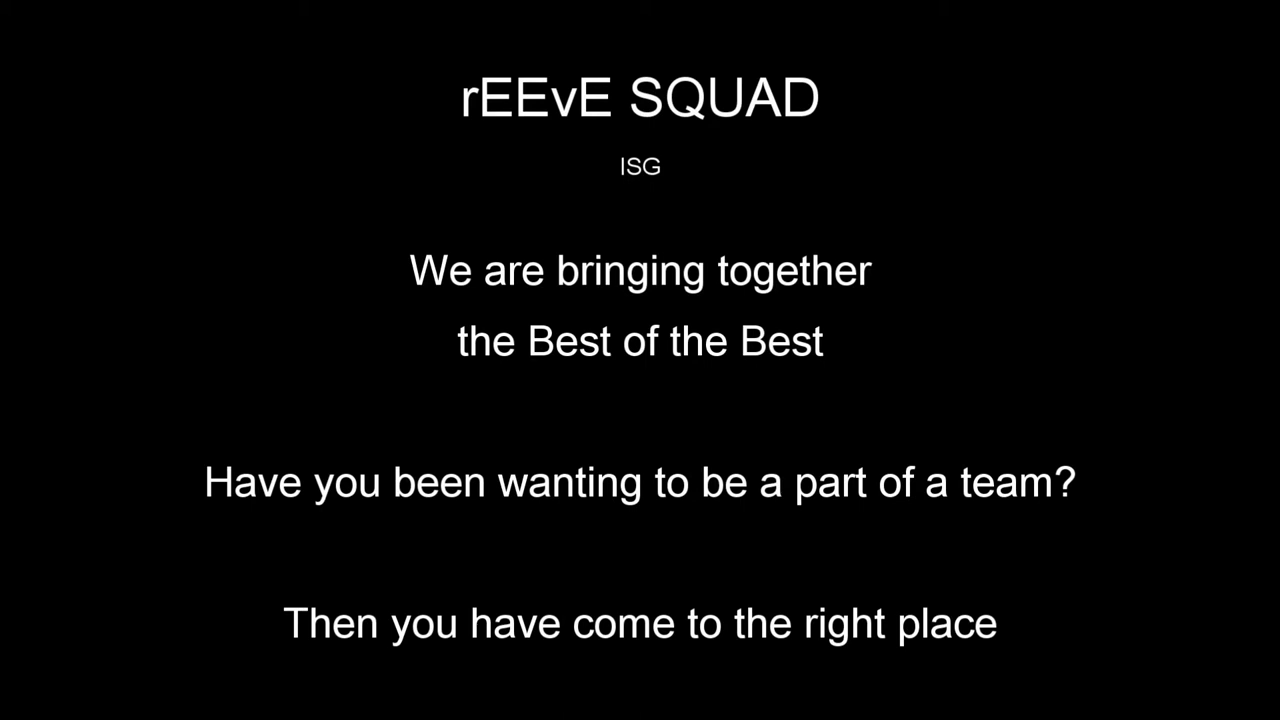 rEEvE SQUAD
ISG
We are bringing together
the Best of the Best
Have you been wanting to be a part of a team?
Then you have come to the right place